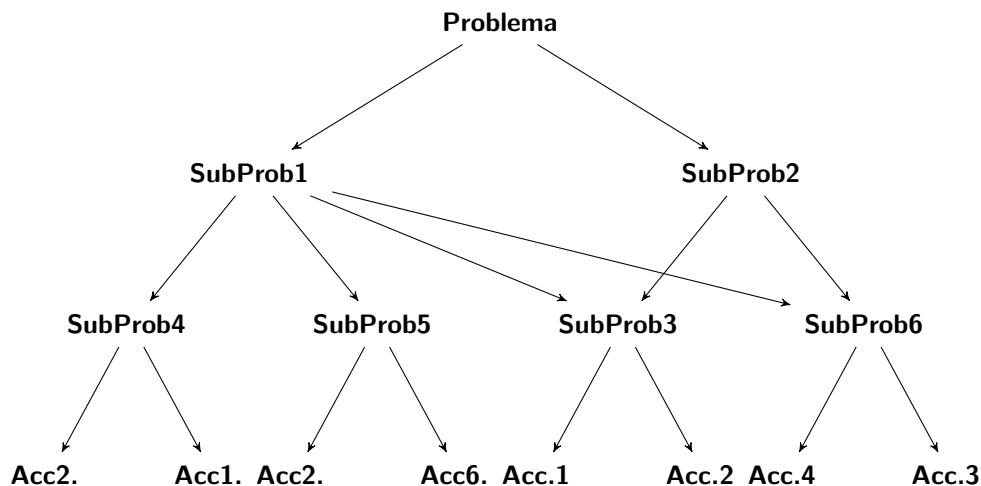 Problema
SubProb1 SubProb2
SubProb4 SubProb5 SubProb3 SubProb6
Acc2. Acc1. Acc2. Acc6. Acc.1 Acc.2 Acc.4 Acc.3